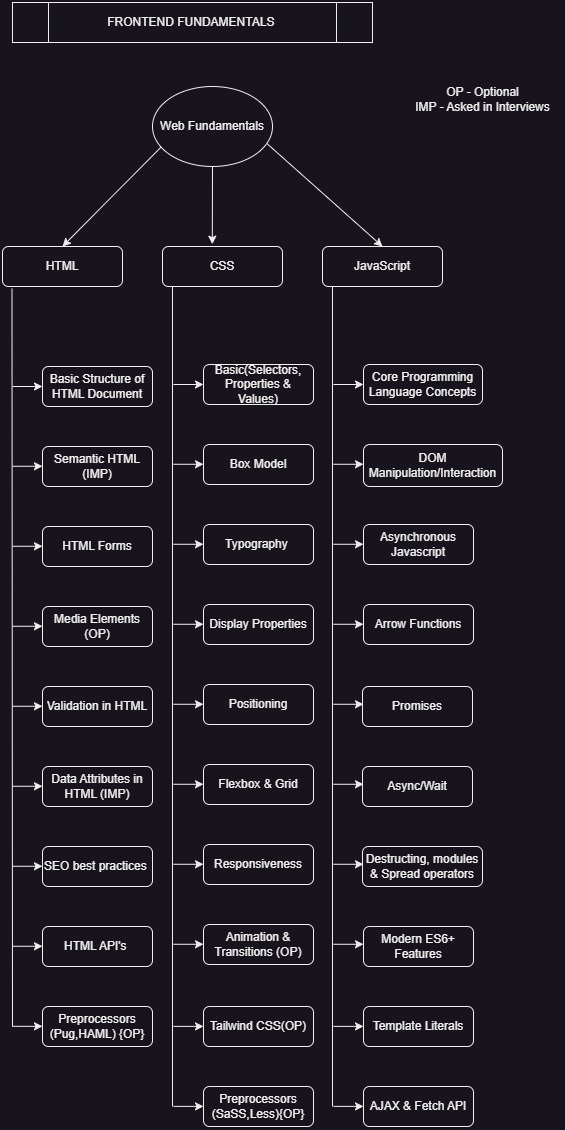 FRONTEND FUNDAMENTALS
OP - Optional
IMP - Asked in Interviews
Web Fundamentals
HTML
CSS
JavaScript
Basic Structure of
HTML Document
Semantic HTML
(IMP)
HTML Forms
Media Elements
(OP)
Validation in HTML
Data Attributes in
HTML (IMP)
SEO best practices
HTML API's
Preprocessors
(Pug,HAML) {OP}
Basic(Selectors,
Properties &
Values)
Box Model
Typography
Display Properties
Positioning
Flexbox & Grid
Responsiveness
Animation &
Transitions (OP)
Tailwind CSS(OP)
Preprocessors
(SaSS,Less){OP}
Core Programming
Language Concepts
DOM
Manipulation/Interaction
Asynchronous
Javascript
Arrow Functions
Promises
Async/Wait
Destructing, modules
& Spread operators
Modern ES6+
Features
Template Literals
AJAX & Fetch API